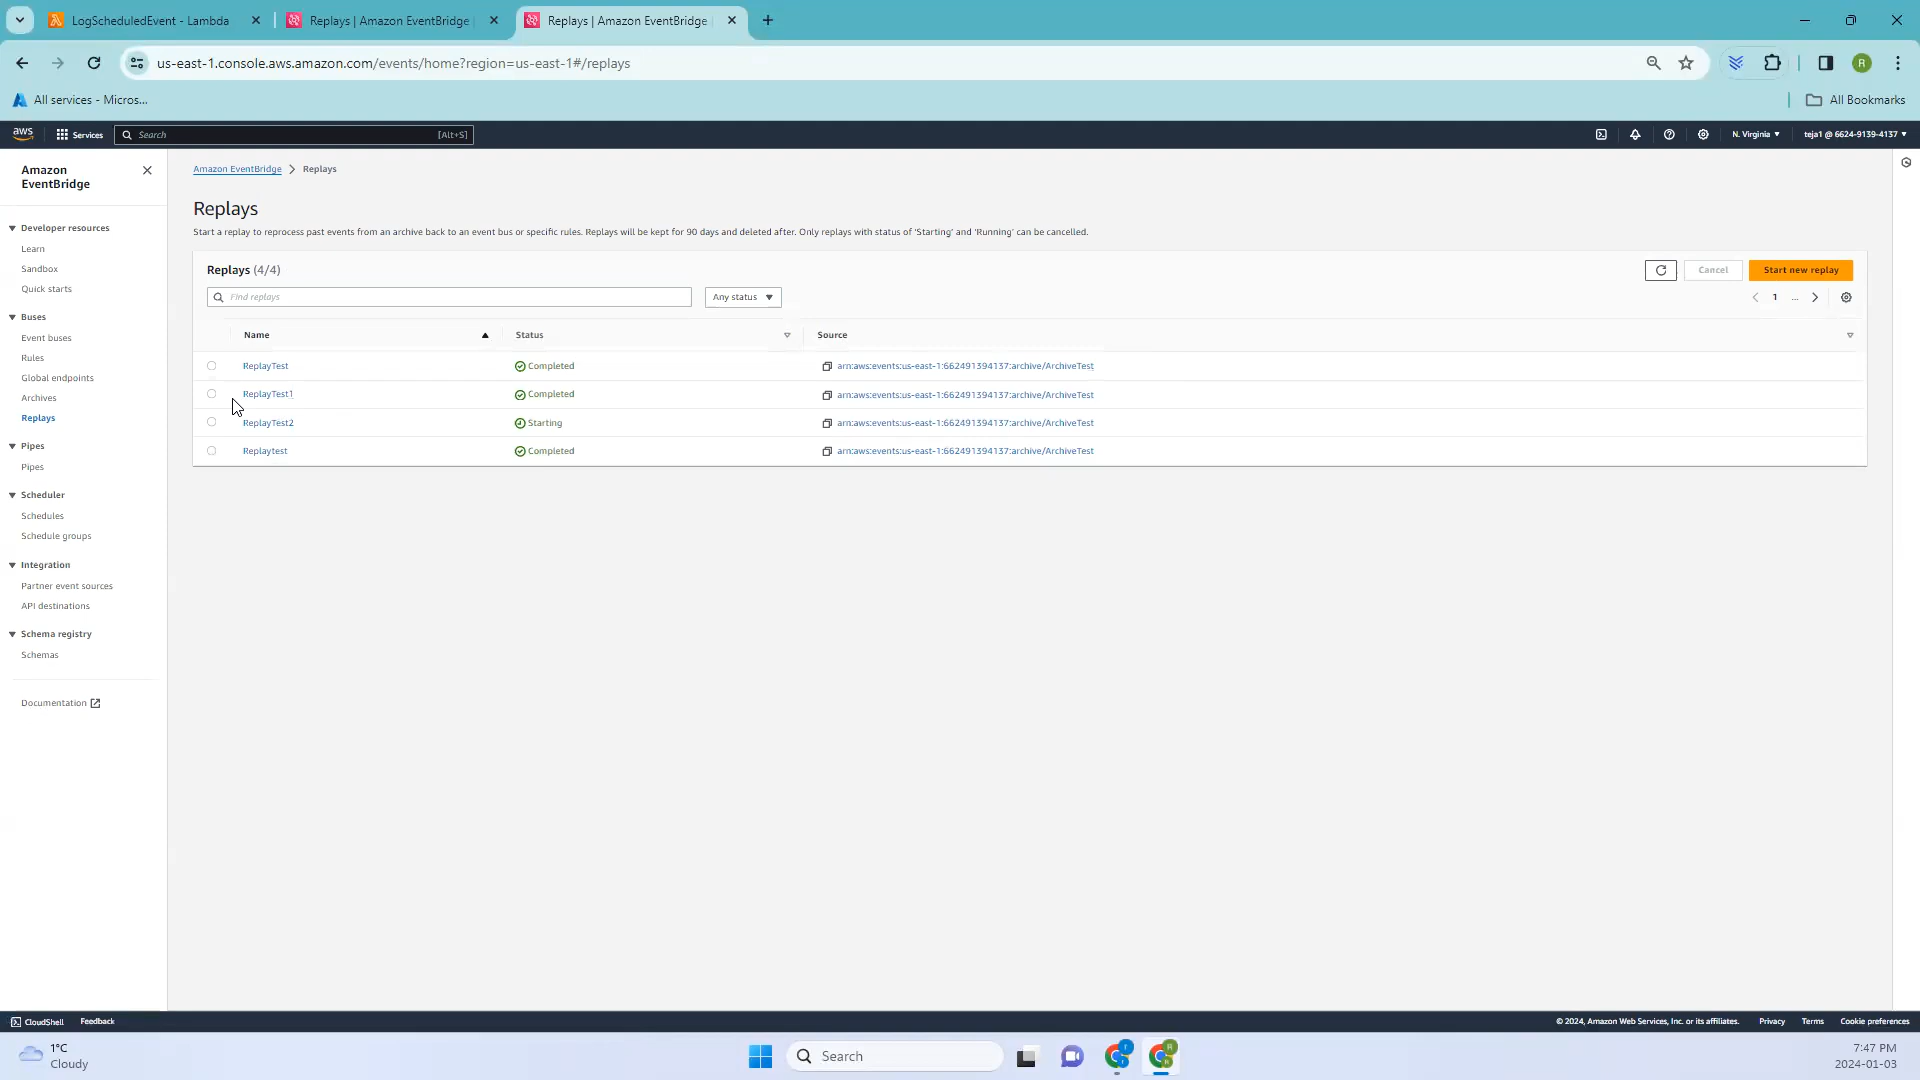 LogScheduledEvent - Lambda
Replays | Amazon EventBridge
Replays | Amazon EventBridge
us-east-1.console.aws.amazon.com/events/home?region=us-east-1#/replays
R
All services - Micros...
All Bookmarks
aws
Services
Search
[Alt+S]
N. Virginia
teja1 @ 6624-9139-4137
Amazon
EventBridge
Developer resources
Learn
Sandbox
Quick starts
Buses
Event buses
Rules
Global endpoints
Archives
Replays
Pipes
Pipes
Scheduler
Schedules
Schedule groups
Integration
Partner event sources
API destinations
Schema registry
Schemas
Documentation
Amazon EventBridge > Replays
Replays
Start a replay to reprocess past events from an archive back to an event bus or specific rules. Replays will be kept for 90 days and deleted after. Only replays with status of 'Starting' and 'Running' can be cancelled.
Replays (4/4)
Cancel
Start new replay
Find replays
Any status
1 ...
Name Status Source
ReplayTest Completed arn:aws:events:us-east-1:662491394137:archive/ArchiveTest
ReplayTest1 Completed arn:aws:events:us-east-1:662491394137:archive/ArchiveTest
ReplayTest2 Starting arn:aws:events:us-east-1:662491394137:archive/ArchiveTest
Replaytest Completed arn:aws:events:us-east-1:662491394137:archive/ArchiveTest
CloudShell
Feedback
© 2024, Amazon Web Services, Inc. or its affiliates.
Privacy
Terms
Cookie preferences
1°C
Cloudy
Search
7:47 PM
2024-01-03